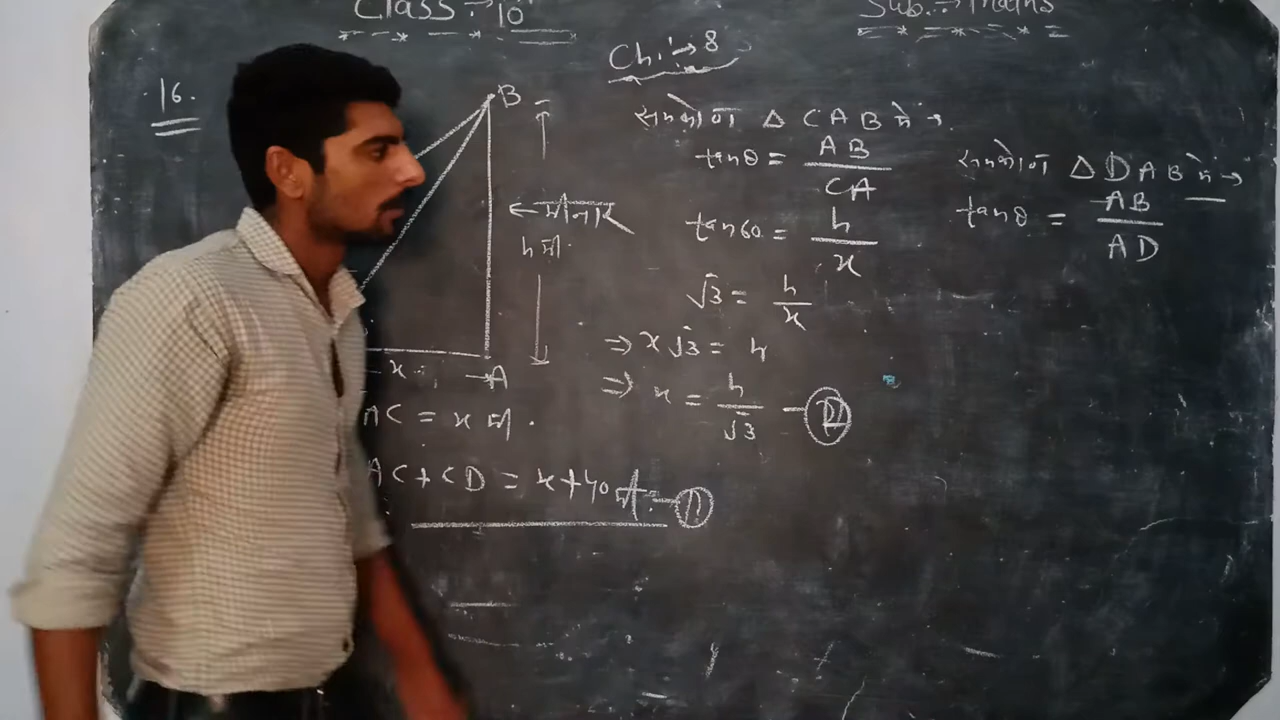 Class :- 10
Sub. :- Maths
Ch. :→ 8
16.
B
← मीनार
h मी.
x
A
AC = x मी.
AC + CD = x + 40 मी. - (1)
समकोण Δ CAB में →
tanθ = AB / CA
tan60 = h / x
√3 = h / x
⇒ x√3 = h
⇒ x = h / √3
समकोण Δ DAB में →
tanθ = AB / AD